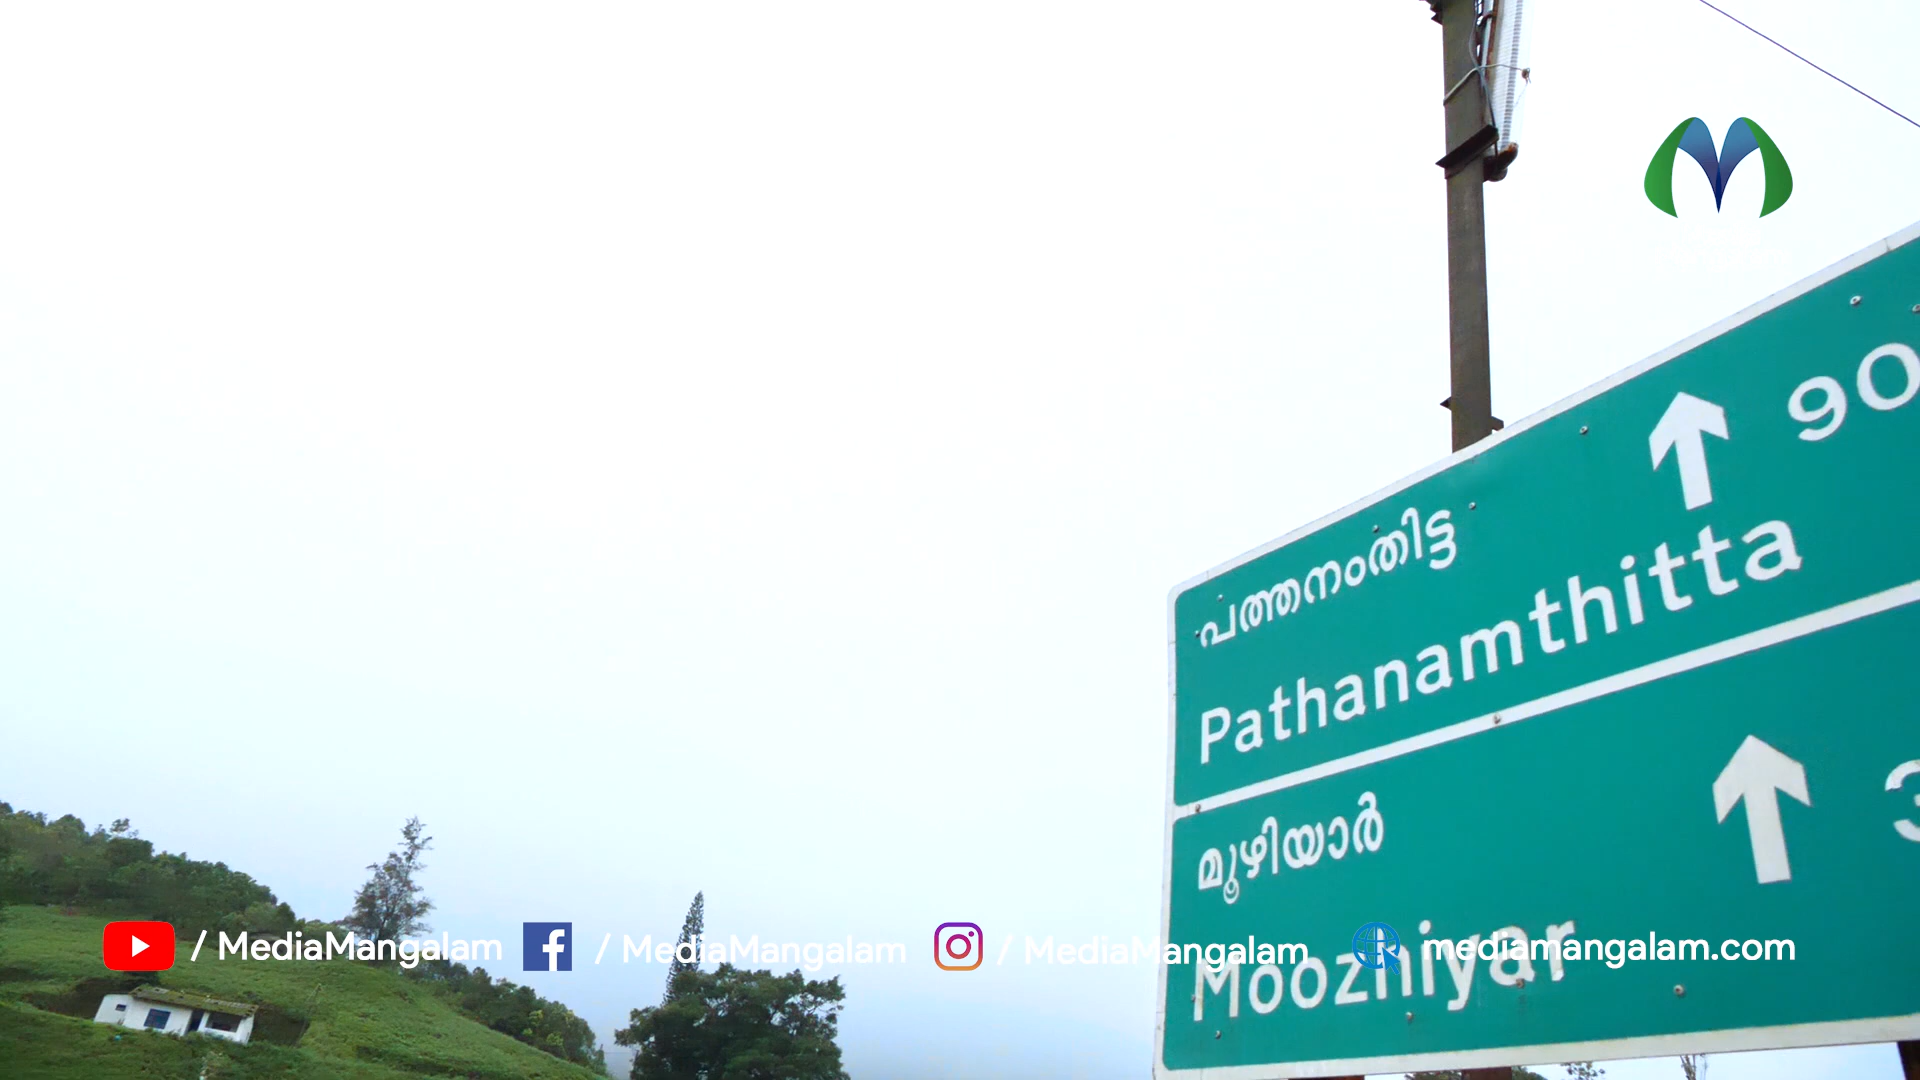 90
പത്തനംതിട്ട
Pathanamthitta
മൂഴിയാർ
Moozhiyar
/ MediaMangalam
/ MediaMangalam
/ MediaMangalam
mediamangalam.com